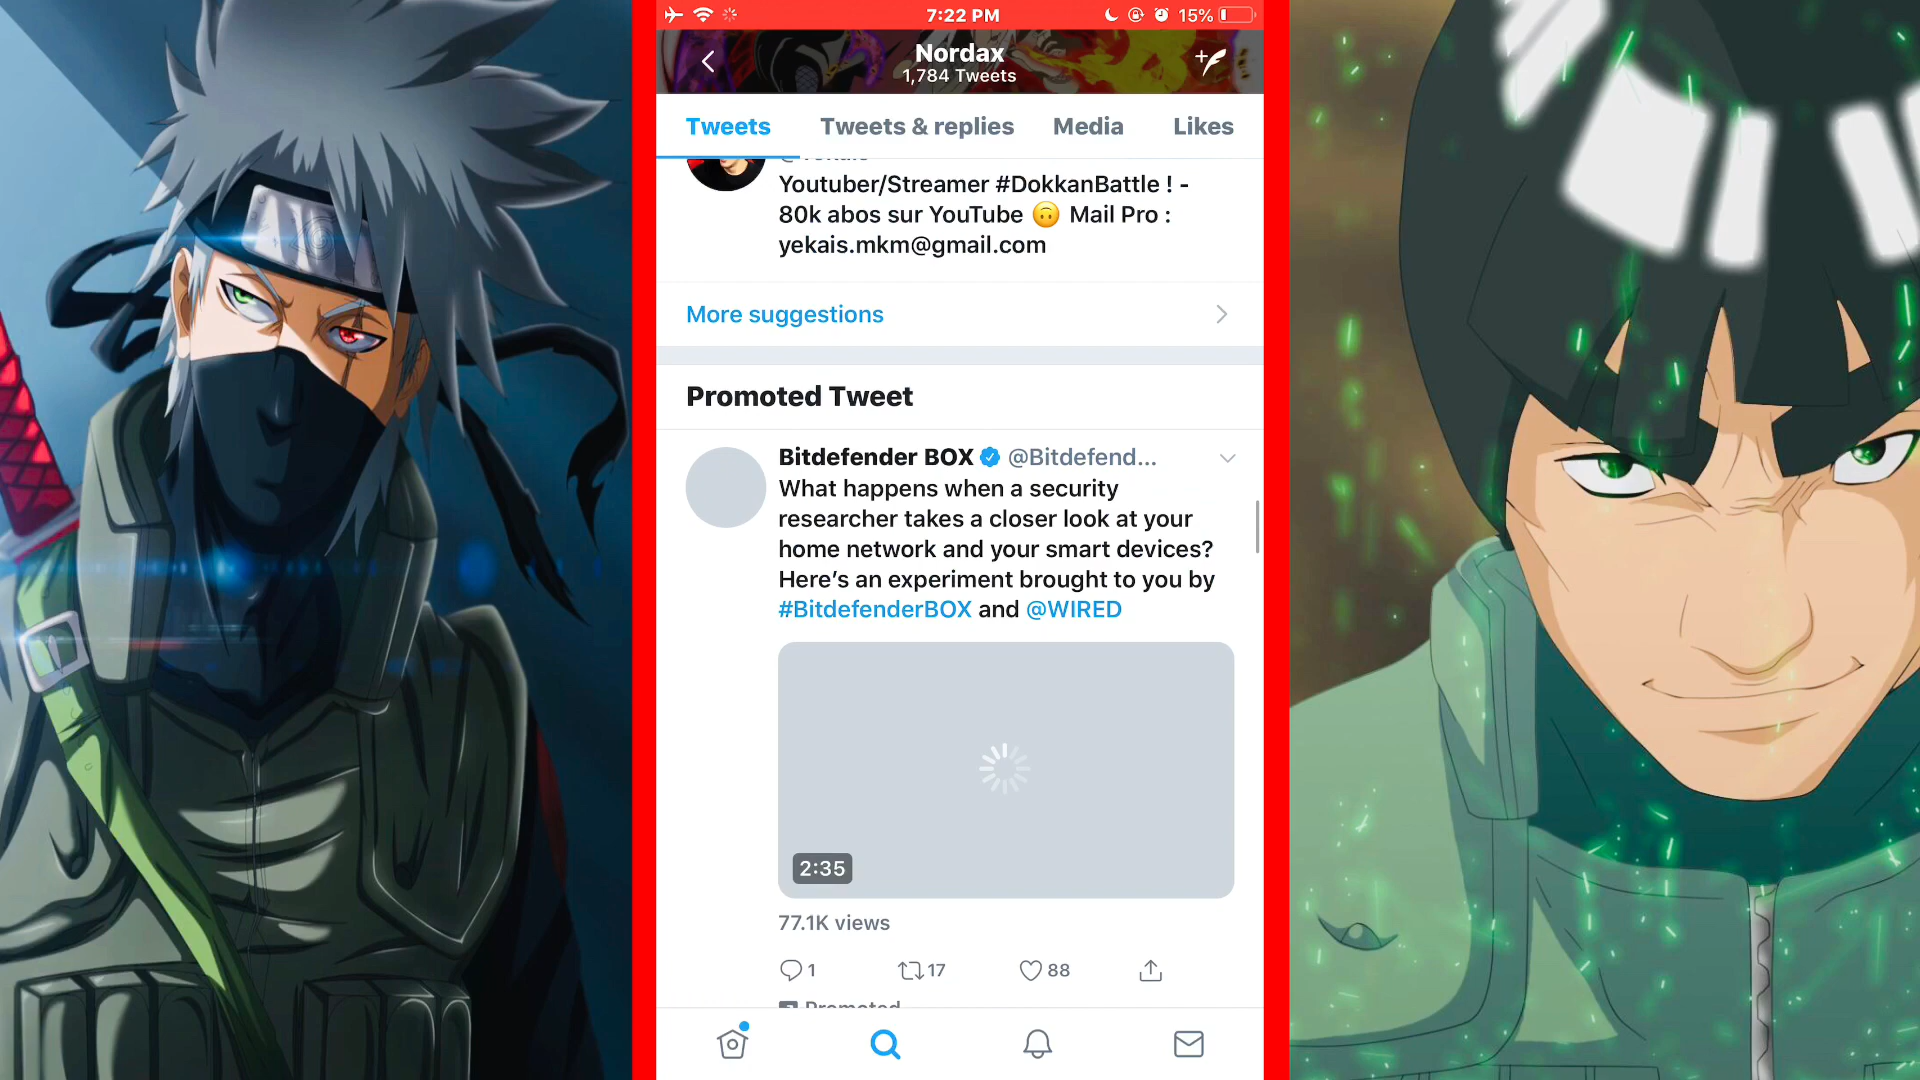 7:22 PM
15%
Nordax
1,784 Tweets
Tweets
Tweets & replies
Media
Likes
Youtuber/Streamer #DokkanBattle ! -
80k abos sur YouTube 🙃 Mail Pro :
yekais.mkm@gmail.com
More suggestions
Promoted Tweet
Bitdefender BOX @Bitdefend...
What happens when a security
researcher takes a closer look at your
home network and your smart devices?
Here’s an experiment brought to you by
#BitdefenderBOX and @WIRED
2:35
77.1K views
1
17
88
Promoted